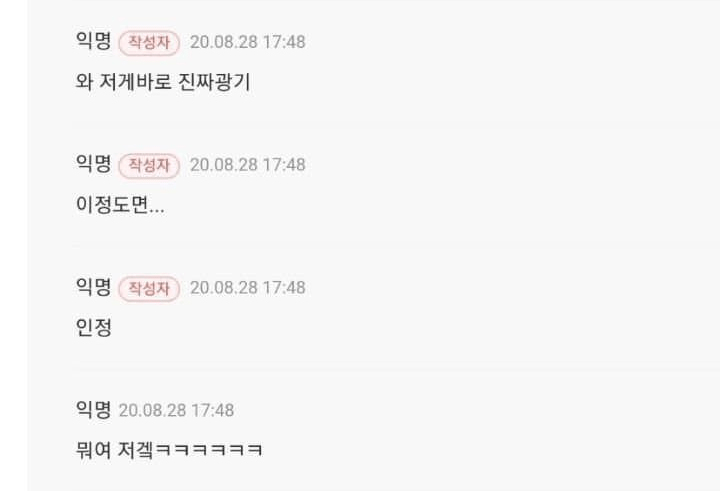 익명 작성자 20.08.28 17:48
와 저게바로 진짜광기
익명 작성자 20.08.28 17:48
이정도면...
익명 작성자 20.08.28 17:48
인정
익명 20.08.28 17:48
뭐여 저겤ㅋㅋㅋㅋㅋㅋ